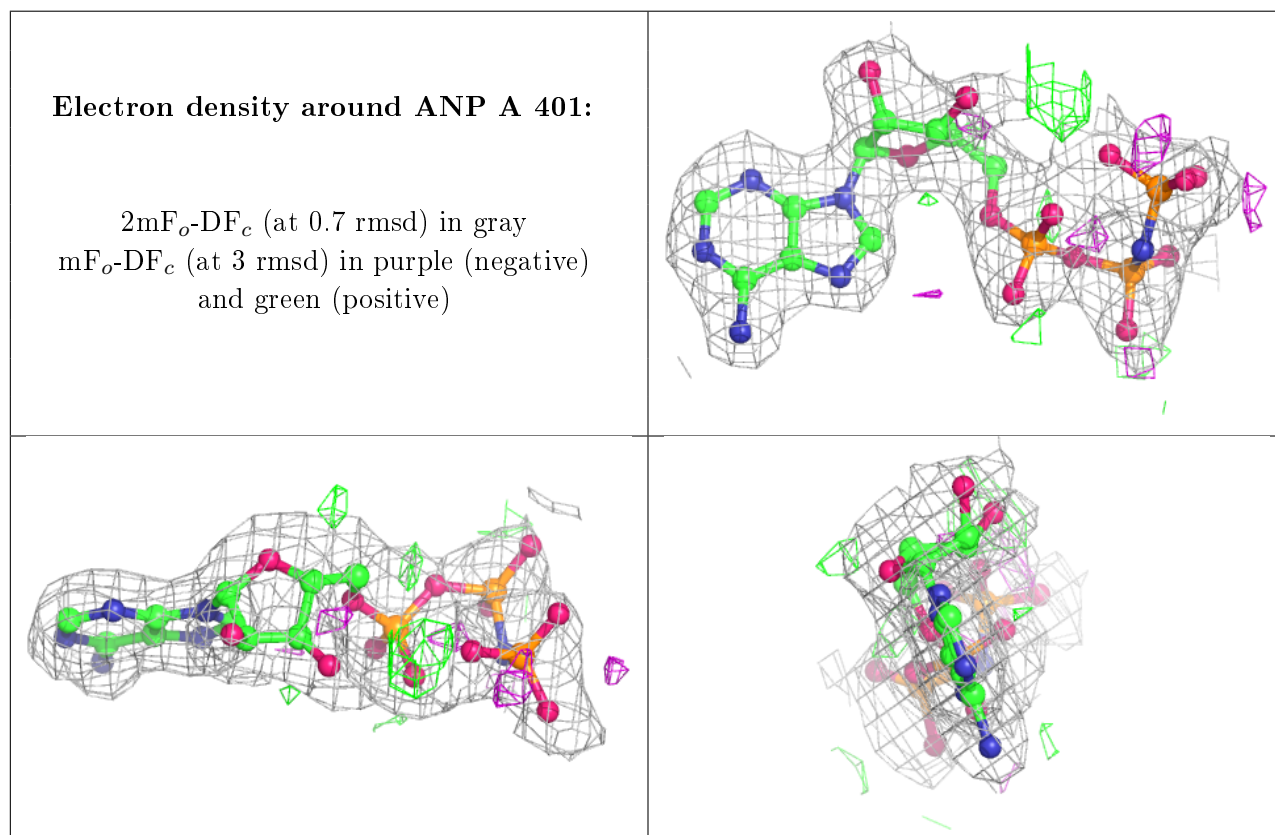 Electron density around ANP A 401:
2mFₒ-DF𝑐 (at 0.7 rmsd) in gray
mFₒ-DF𝑐 (at 3 rmsd) in purple (negative)
and green (positive)